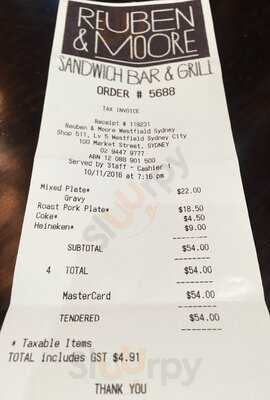 REUBEN
& MOORE
SANDWICH BAR & GRILL
ORDER # 5688
TAX INVOICE
Receipt # 119231
Reuben & Moore Westfield Sydney
Shop 511, Lv 5 Westfield Sydney City
100 Market Street, SYDNEY
02 9447 9777
ABN 12 088 901 500
Served by Staff - Cashier 1
10/11/2016 at 7:16 pm
Mixed Plate* $22.00
Gravy
Roast Pork Plate* $18.50
Coke* $4.50
Heineken* $9.00
SUBTOTAL $54.00
4 TOTAL $54.00
MasterCard $54.00
TENDERED $54.00
* Taxable Items
TOTAL includes GST $4.91
THANK YOU
sluurpy
sluurpy